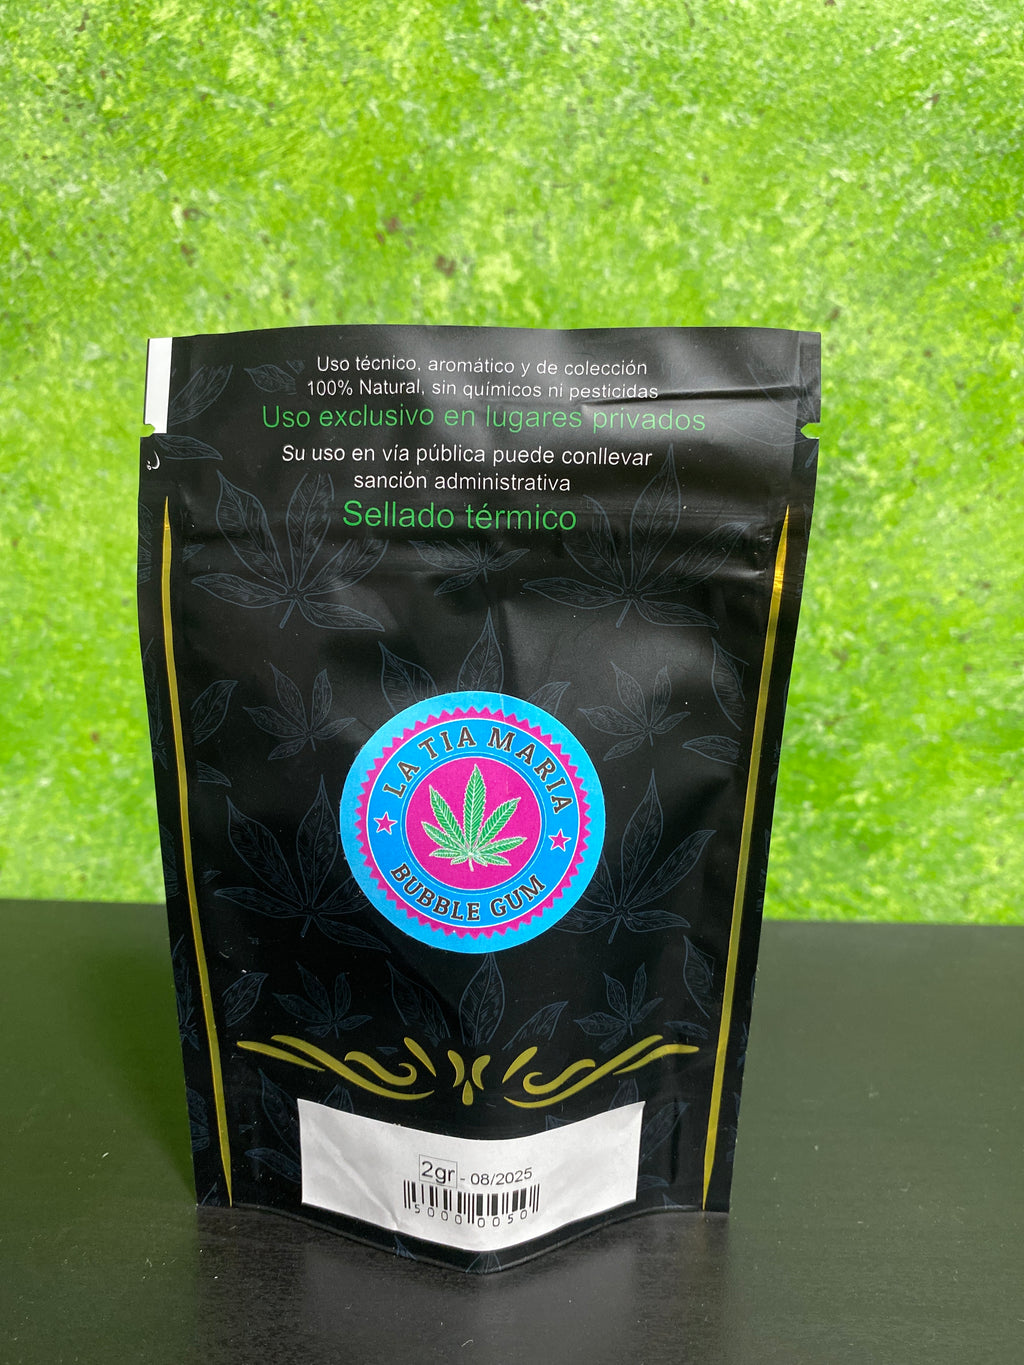 Uso técnico, aromático y de colección
100% Natural, sin químicos ni pesticidas
Uso exclusivo en lugares privados
Su uso en vía pública puede conllevar
sanción administrativa
Sellado térmico
LA TIA MARIA
BUBBLE GUM
2gr - 08/2025
50000050